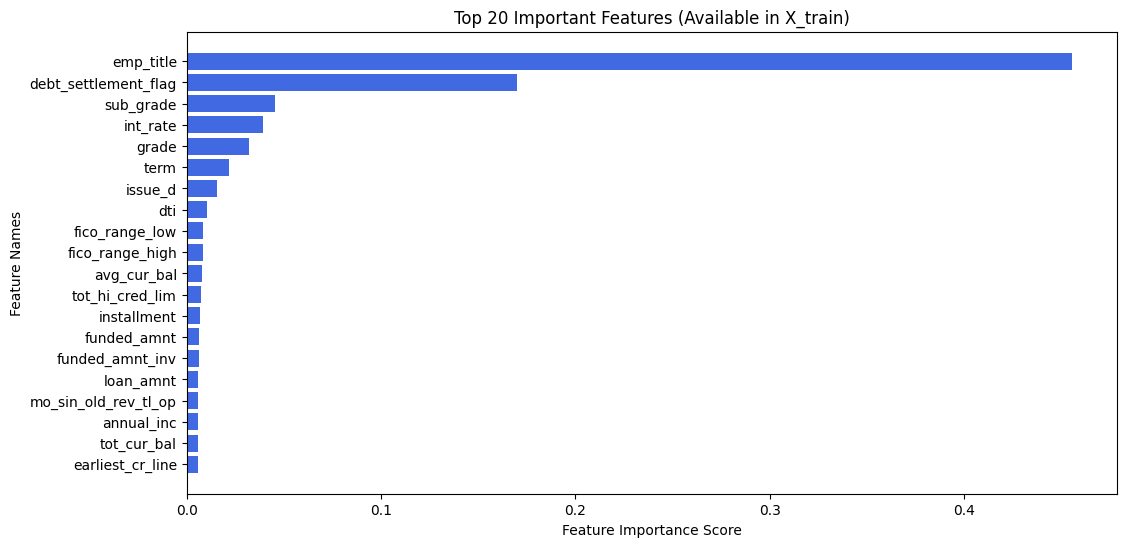 Top 20 Important Features (Available in X_train)
Feature Names
emp_title
debt_settlement_flag
sub_grade
int_rate
grade
term
issue_d
dti
fico_range_low
fico_range_high
avg_cur_bal
tot_hi_cred_lim
installment
funded_amnt
funded_amnt_inv
loan_amnt
mo_sin_old_rev_tl_op
annual_inc
tot_cur_bal
earliest_cr_line
0.0 0.1 0.2 0.3 0.4
Feature Importance Score